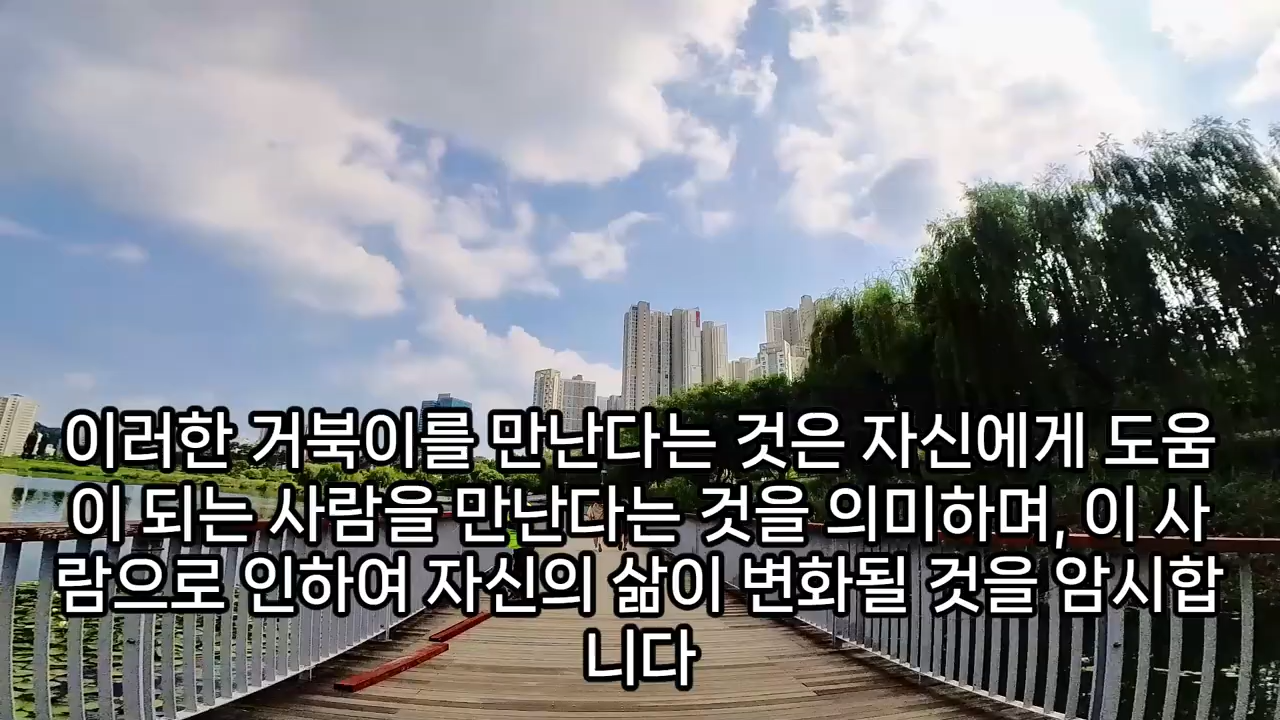 이러한 거북이를 만난다는 것은 자신에게 도움
이 되는 사람을 만난다는 것을 의미하며, 이 사
람으로 인하여 자신의 삶이 변화될 것을 암시합
니다